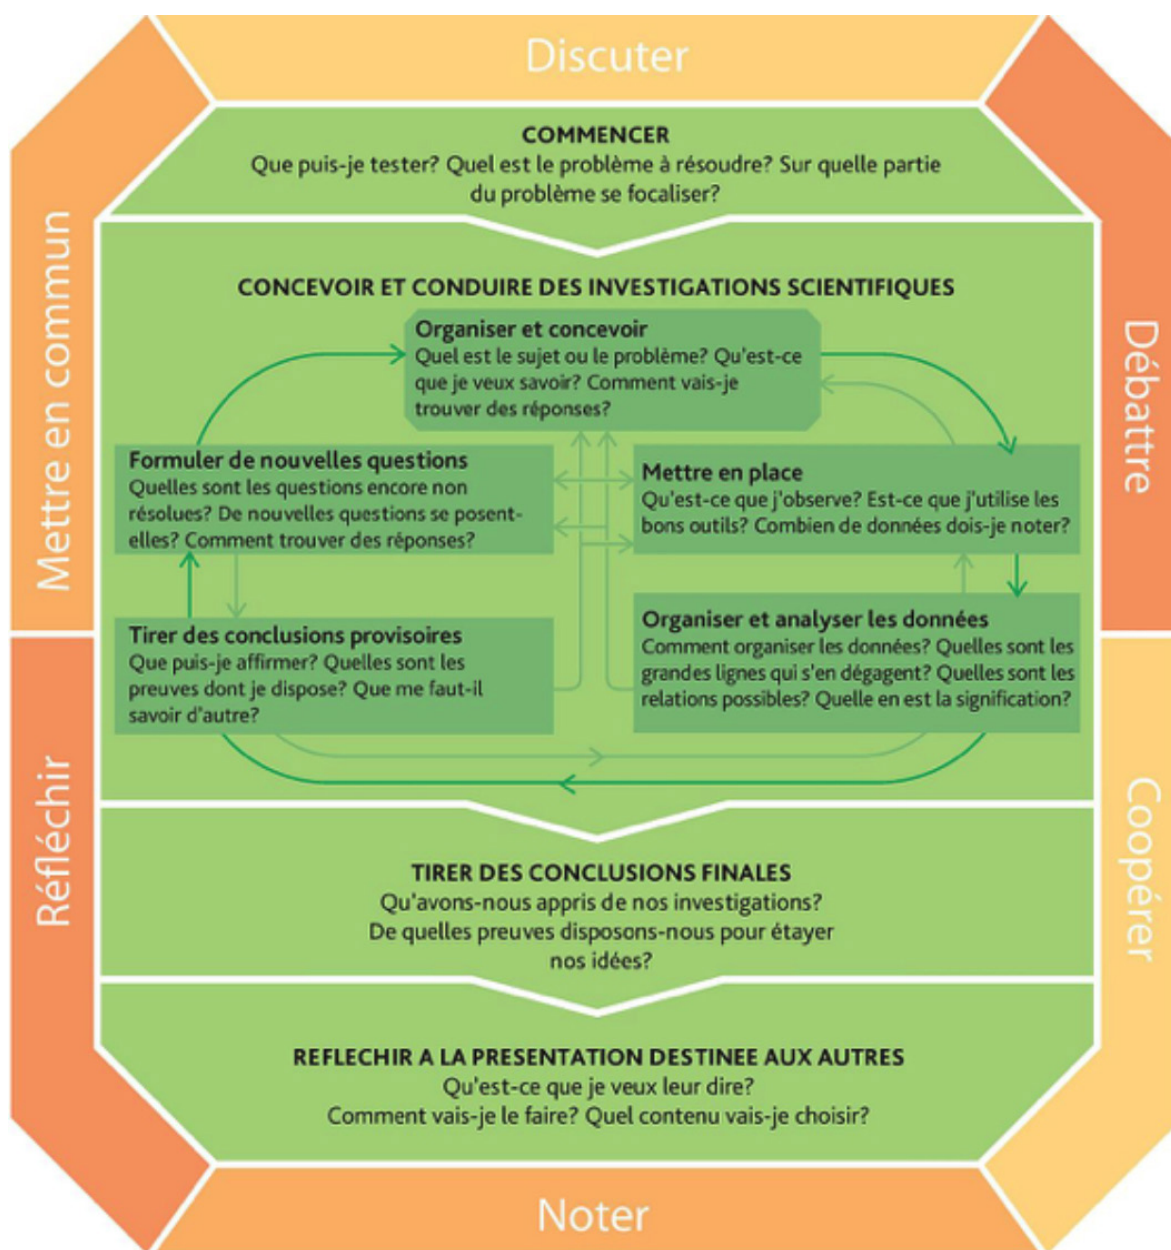 Discuter
COMMENCER
Que puis-je tester? Quel est le problème à résoudre? Sur quelle partie
du problème se focaliser?
Mettre en commun
Débattre
CONCEVOIR ET CONDUIRE DES INVESTIGATIONS SCIENTIFIQUES
Organiser et concevoir
Quel est le sujet ou le problème? Qu'est-ce
que je veux savoir? Comment vais-je
trouver des réponses?
Formuler de nouvelles questions
Quelles sont les questions encore non
résolues? De nouvelles questions se posent-
elles? Comment trouver des réponses?
Mettre en place
Qu'est-ce que j'observe? Est-ce que j'utilise les
bons outils? Combien de données dois-je noter?
Tirer des conclusions provisoires
Que puis-je affirmer? Quelles sont les
preuves dont je dispose? Que me faut-il
savoir d'autre?
Organiser et analyser les données
Comment organiser les données? Quelles sont les
grandes lignes qui s'en dégagent? Quelles sont les
relations possibles? Quelle en est la signification?
Réfléchir
Coopérer
TIRER DES CONCLUSIONS FINALES
Qu'avons-nous appris de nos investigations?
De quelles preuves disposons-nous pour étayer
nos idées?
REFLECHIR A LA PRESENTATION DESTINEE AUX AUTRES
Qu'est-ce que je veux leur dire?
Comment vais-je le faire? Quel contenu vais-je choisir?
Noter